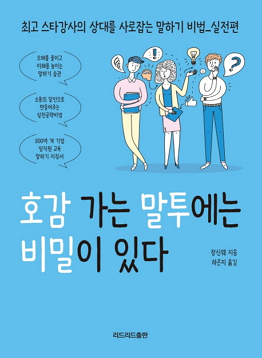 최고 스타강사의 상대를 사로잡는 말하기 비법_실전편
오해를 줄이고
이해를 높이는
말하기 습관
소통의 달인으로
만들어주는
실전공략비법
300여 개 기업
임직원 교육
말하기 지침서
호감 가는 말투에는
비밀이 있다
장신웨 지음
하은지 옮김
리드리드출판